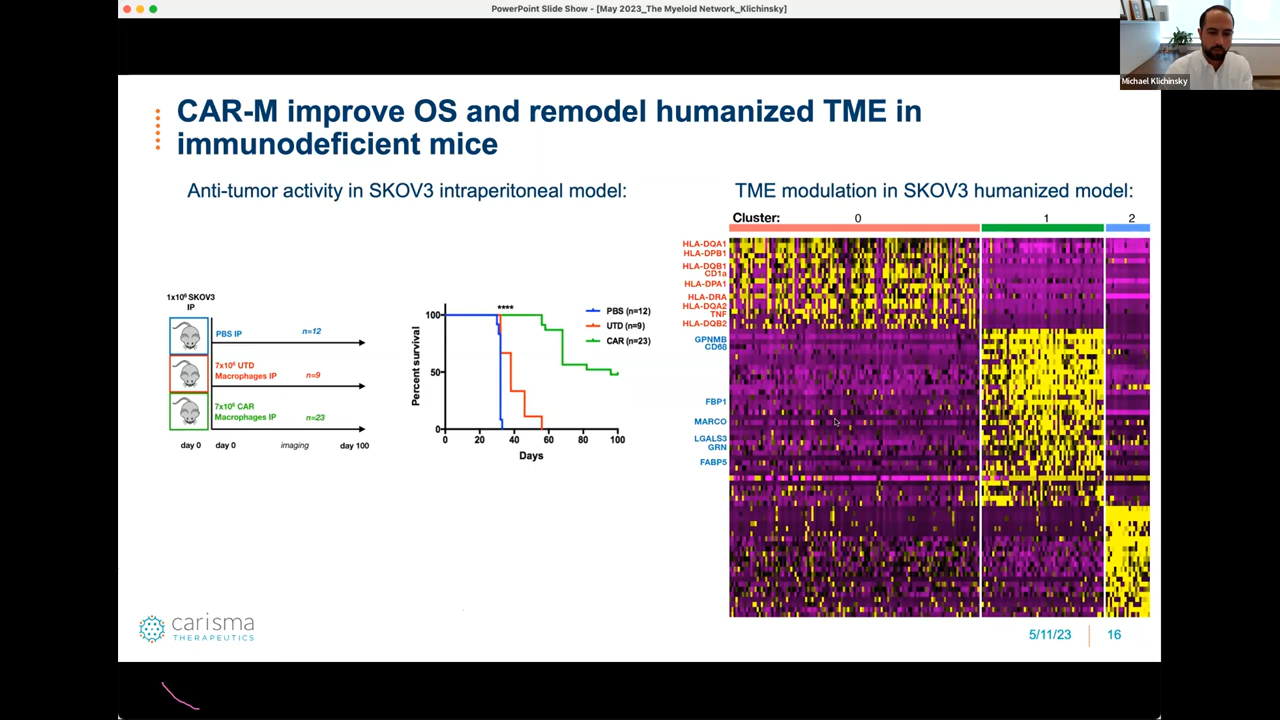 PowerPoint Slide Show - [May 2023_The Myeloid Network_Klichinsky]
Michael Klichinsky
CAR-M improve OS and remodel humanized TME in
immunodeficient mice
Anti-tumor activity in SKOV3 intraperitoneal model:
1x10⁶ SKOV3
IP
PBS IP
n=12
7x10⁶ UTD
Macrophages IP
n=9
7x10⁶ CAR
Macrophages IP
n=23
day 0
day 0
imaging
day 100
Percent survival
100
50
0
****
0
20
40
60
80
100
Days
PBS (n=12)
UTD (n=9)
CAR (n=23)
TME modulation in SKOV3 humanized model:
Cluster:
0
1
2
HLA-DQA1
HLA-DPB1
HLA-DQB1
CD1a
HLA-DPA1
HLA-DRA
HLA-DQA2
TNF
HLA-DQB2
GPNMB
CD68
FBP1
MARCO
LGALS3
GRN
FABP5
carisma
THERAPEUTICS
5/11/23
16